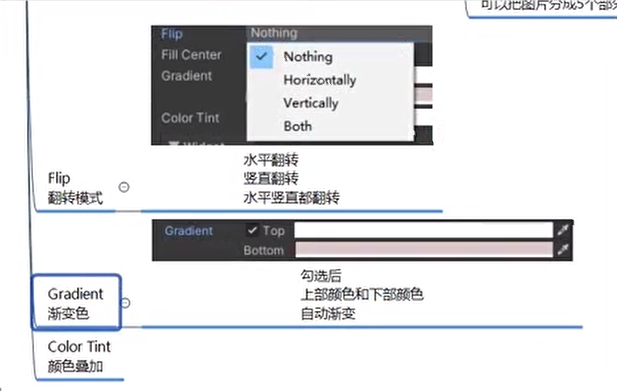 可以把图片分成5个部分
Flip
Nothing
Fill Center
Nothing
Gradient
Horizontally
Vertically
Color Tint
Both
水平翻转
Flip
竖直翻转
翻转模式
水平竖直都翻转
Gradient
Top
Bottom
勾选后
Gradient
上部颜色和下部颜色
渐变色
自动渐变
Color Tint
颜色叠加